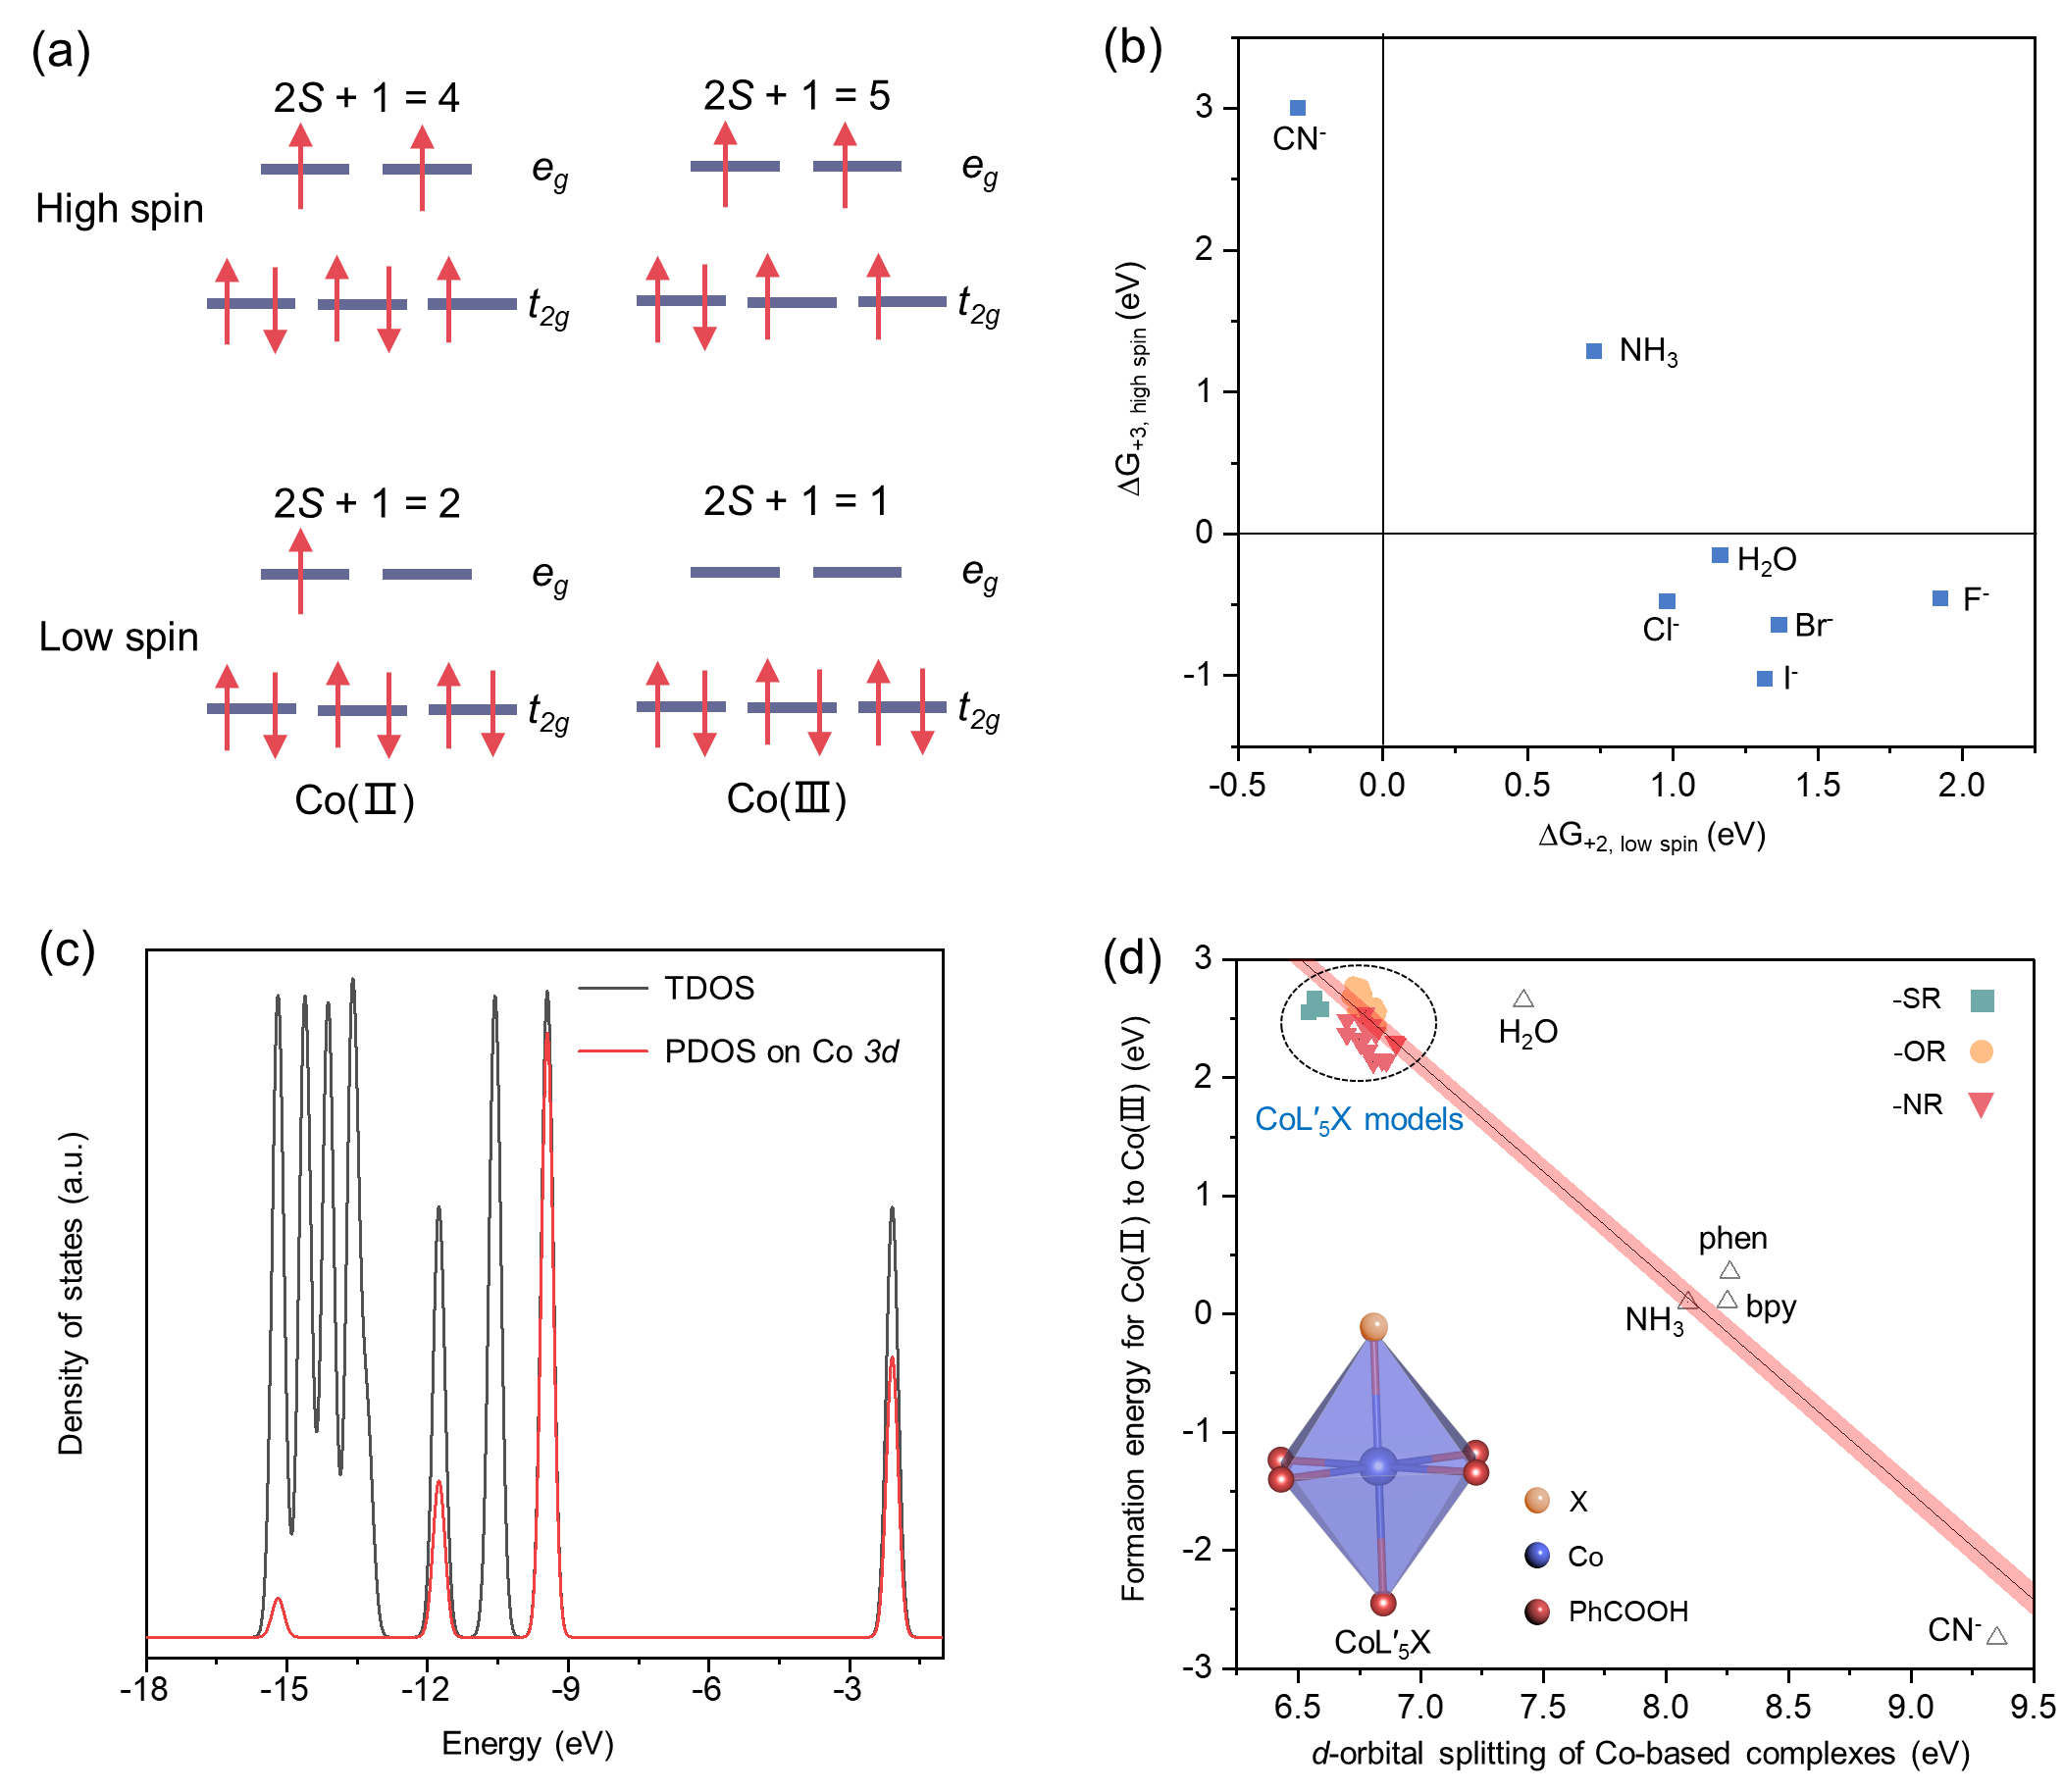 (a)
2S + 1 = 4
2S + 1 = 5
e_g
e_g
High spin
t_2g
t_2g
2S + 1 = 2
2S + 1 = 1
e_g
e_g
Low spin
t_2g
t_2g
Co(Ⅱ)
Co(Ⅲ)
(b)
3
2
1
0
-1
ΔG+3, high spin (eV)
CN⁻
NH₃
H₂O
Cl⁻
Br⁻
F⁻
I⁻
-0.5
0.0
0.5
1.0
1.5
2.0
ΔG+2, low spin (eV)
(c)
TDOS
PDOS on Co 3d
Density of states (a.u.)
-18
-15
-12
-9
-6
-3
Energy (eV)
(d)
3
2
1
0
-1
-2
-3
Formation energy for Co(Ⅱ) to Co(Ⅲ) (eV)
-SR
-OR
-NR
H₂O
CoL′₅X models
phen
NH₃
bpy
CN⁻
X
Co
PhCOOH
CoL′₅X
6.5
7.0
7.5
8.0
8.5
9.0
9.5
d-orbital splitting of Co-based complexes (eV)